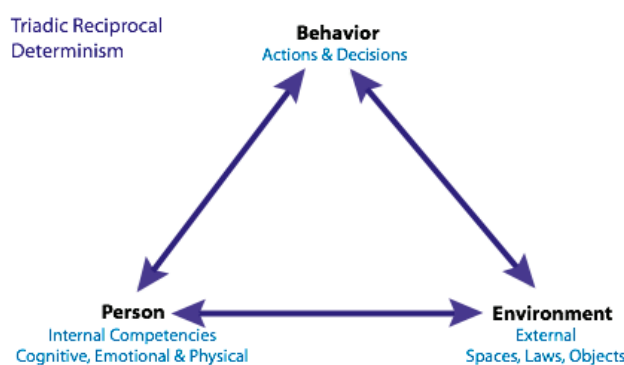 Triadic Reciprocal
Determinism
Behavior
Actions & Decisions
Person
Internal Competencies
Cognitive, Emotional & Physical
Environment
External
Spaces, Laws, Objects